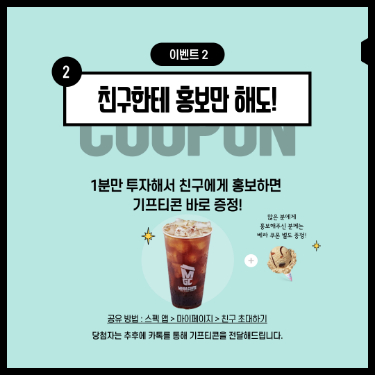 이벤트 2
2
친구한테 홍보만 해도!
COUPON
1분만 투자해서 친구에게 홍보하면
기프티콘 바로 증정!
많은 분에게
홍보해주신 분께는
배라 쿠폰 별도 증정!
공유 방법 : 스펙 앱 > 마이페이지 > 친구 초대하기
당첨자는 추후에 카톡를 통해 기프티콘을 전달해드립니다.